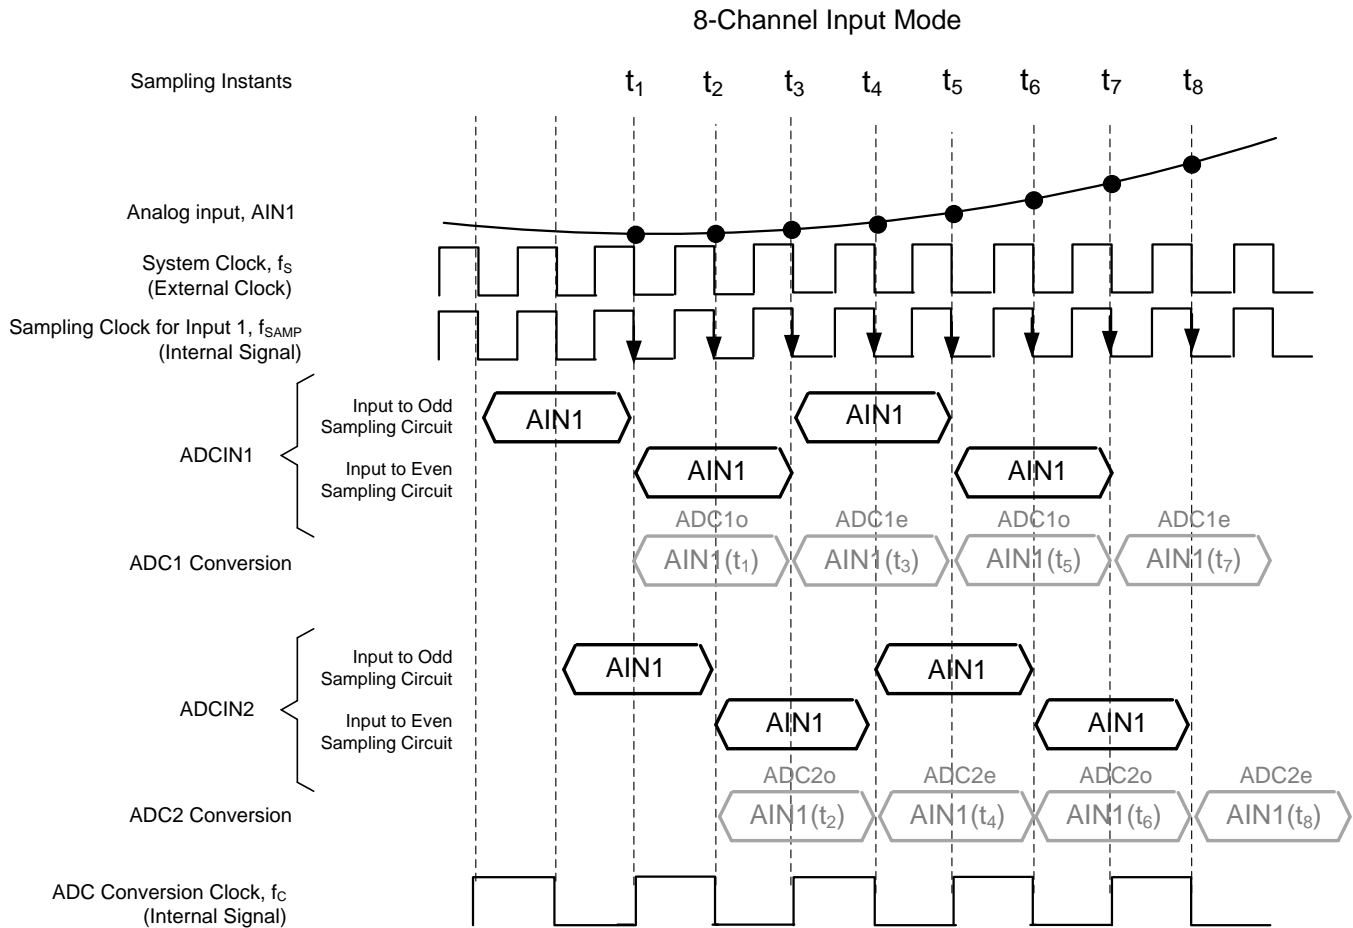 8-Channel Input Mode
Sampling Instants
t1 t2 t3 t4 t5 t6 t7 t8
Analog input, AIN1
System Clock, fS
(External Clock)
Sampling Clock for Input 1, fSAMP
(Internal Signal)
ADCIN1
Input to Odd
Sampling Circuit
AIN1 AIN1
Input to Even
Sampling Circuit
AIN1 AIN1
ADC1o ADC1e ADC1o ADC1e
ADC1 Conversion
AIN1(t1) AIN1(t3) AIN1(t5) AIN1(t7)
ADCIN2
Input to Odd
Sampling Circuit
AIN1 AIN1
Input to Even
Sampling Circuit
AIN1 AIN1
ADC2o ADC2e ADC2o ADC2e
ADC2 Conversion
AIN1(t2) AIN1(t4) AIN1(t6) AIN1(t8)
ADC Conversion Clock, fC
(Internal Signal)